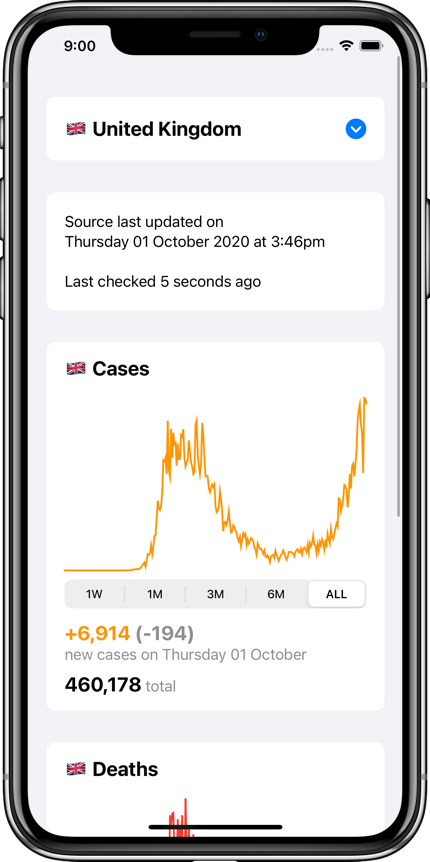 9:00
United Kingdom
Source last updated on
Thursday 01 October 2020 at 3:46pm
Last checked 5 seconds ago
Cases
1W 1M 3M 6M ALL
+6,914 (-194)
new cases on Thursday 01 October
460,178 total
Deaths